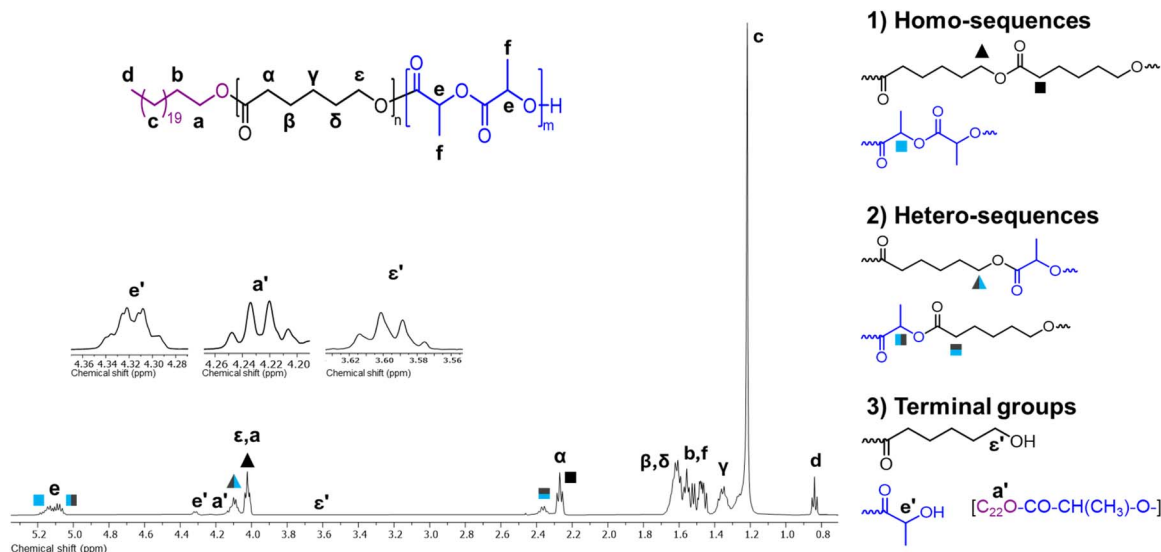 f
O
O
O
d
b
α
γ
ε
e
O
O
e
O
H
c
19
a
O
β
δ
n
O
m
f
e'
a'
ε'
4.36 4.34 4.32 4.30 4.28
Chemical shift (ppm)
4.26 4.24 4.22 4.20
Chemical shift (ppm)
3.62 3.60 3.58 3.56
Chemical shift (ppm)
c
ε,a
α
β,δ
b,f
γ
d
e
e'
a'
ε'
5.2 5.0 4.8 4.6 4.4 4.2 4.0 3.8 3.6 3.4 3.2 3.0 2.8 2.6 2.4 2.2 2.0 1.8 1.6 1.4 1.2 1.0 0.8
Chemical shift (ppm)
1) Homo-sequences
O
O
O
O
O
O
O
O
2) Hetero-sequences
O
O
O
O
O
O
O
O
O
3) Terminal groups
ε'
OH
O
e'
OH
O
a'
[C22O-CO-CH(CH3)-O-]